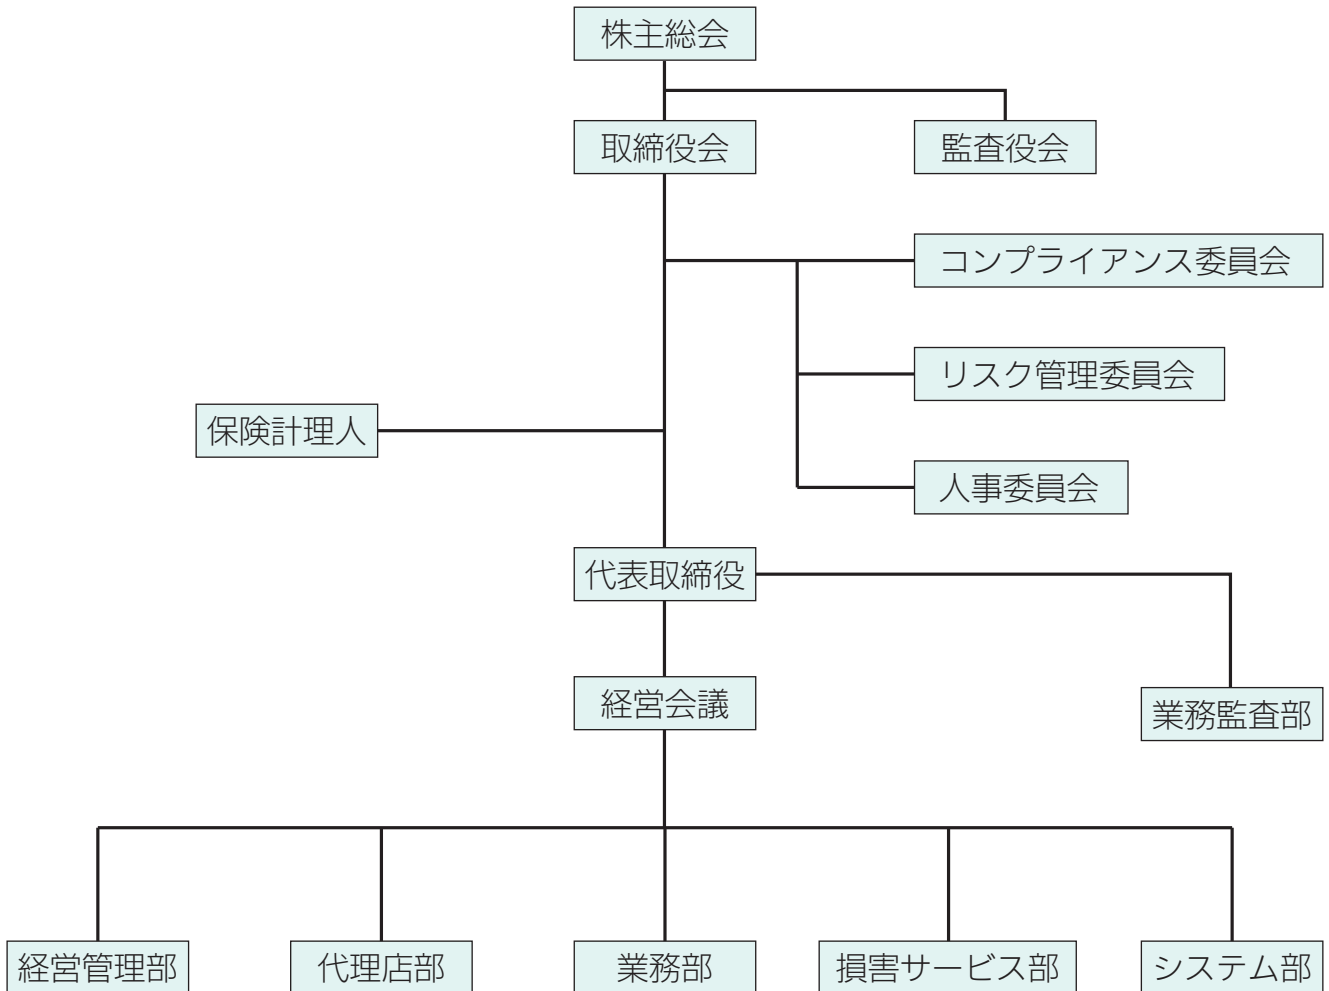 株主総会
取締役会
監査役会
コンプライアンス委員会
リスク管理委員会
保険計理人
人事委員会
代表取締役
経営会議
業務監査部
経営管理部
代理店部
業務部
損害サービス部
システム部